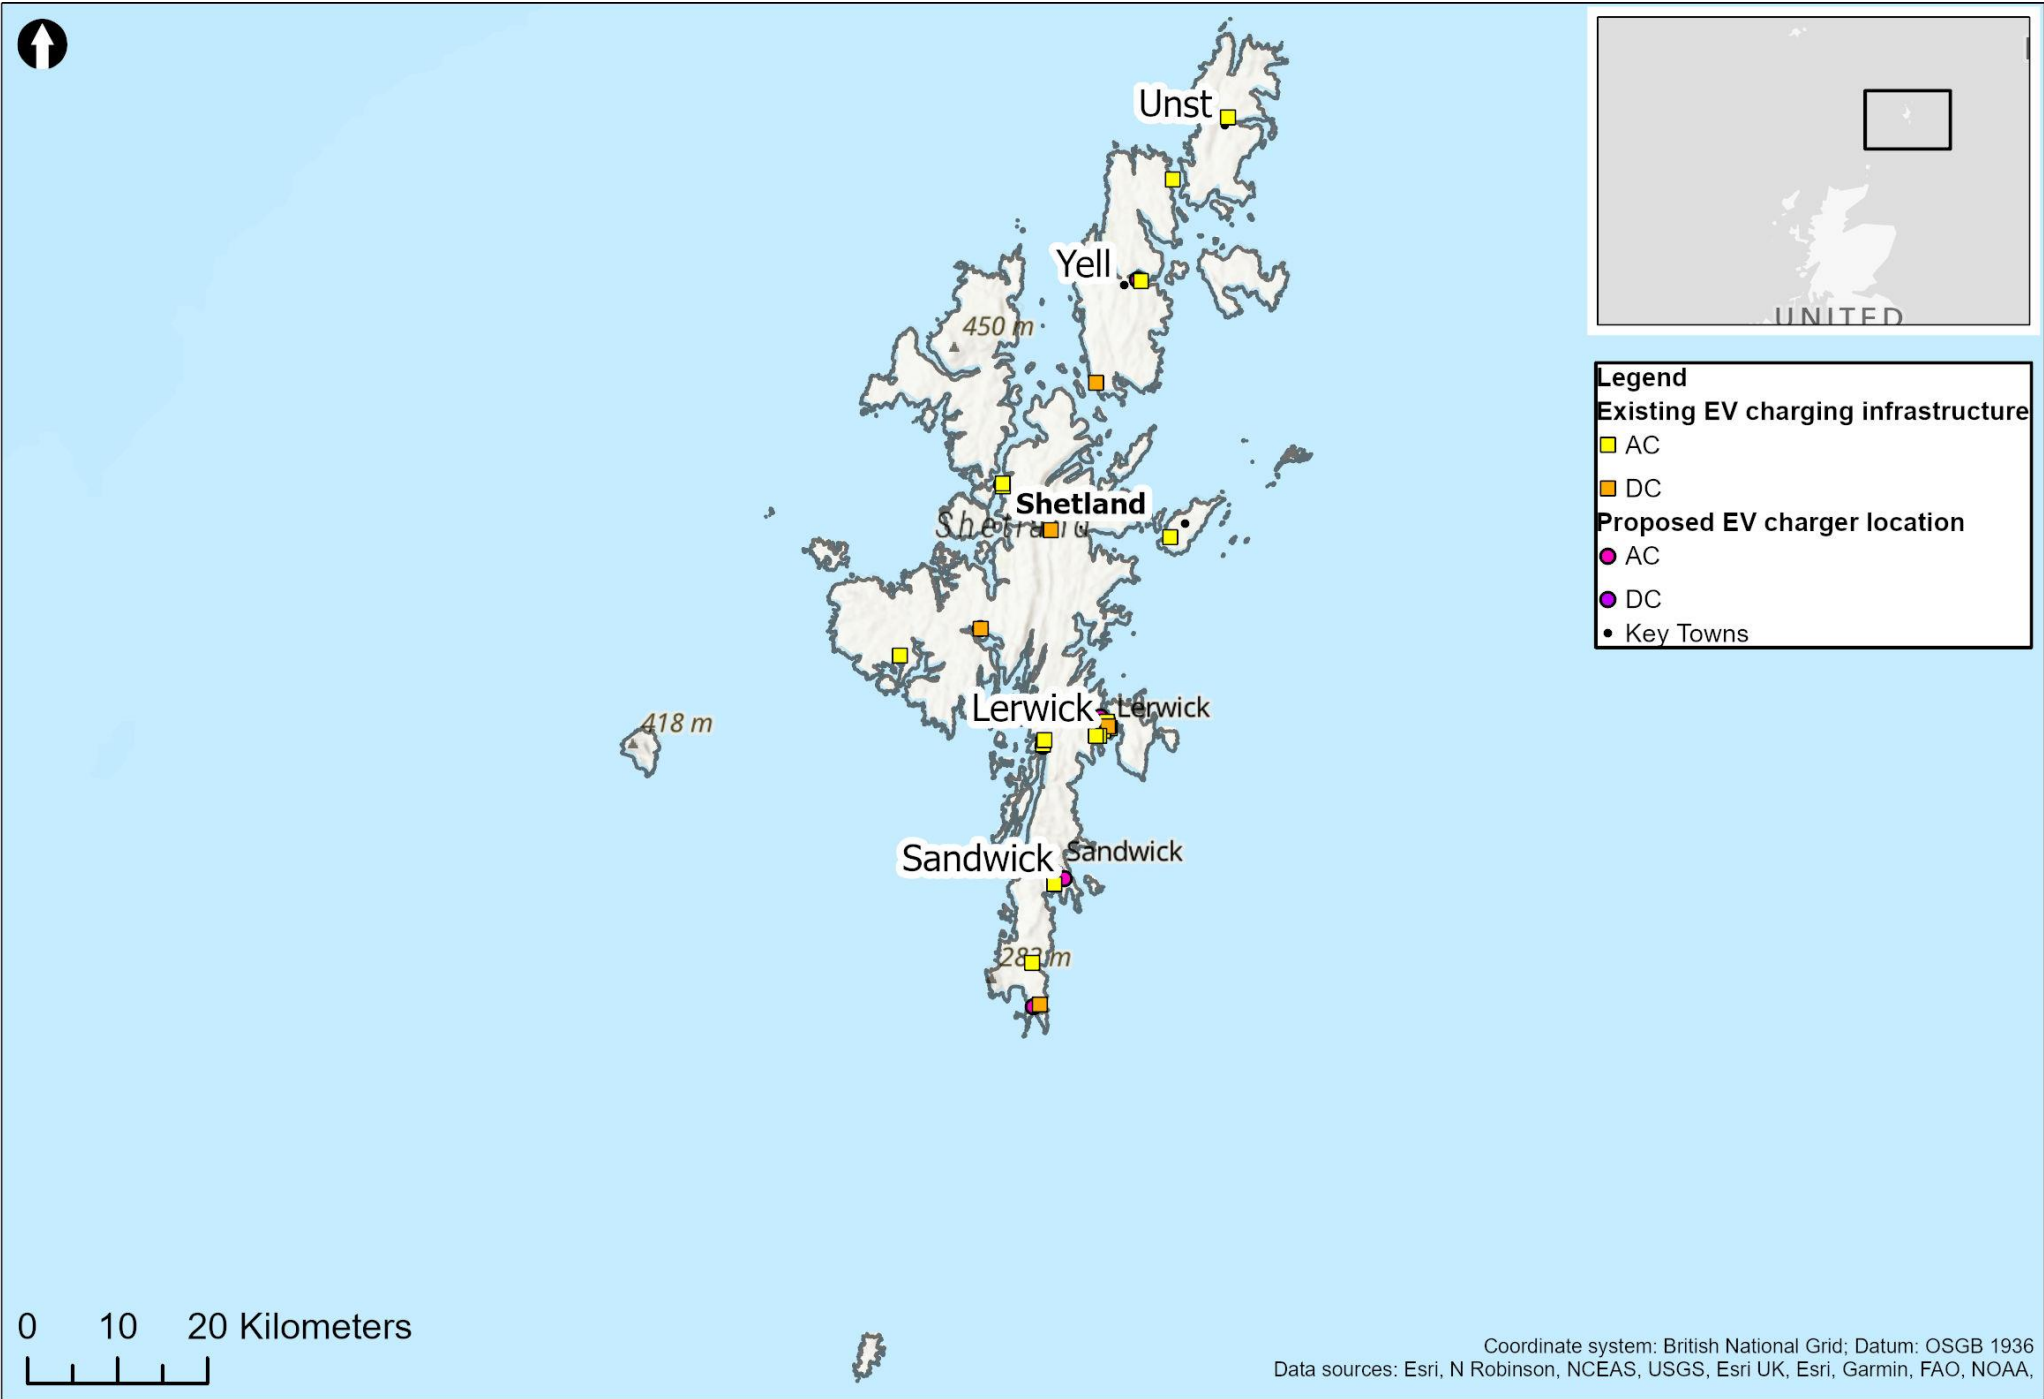 Unst
Yell
450 m
Shetland
Shetland
Lerwick
Lerwick
418 m
Sandwick
Sandwick
282 m
UNITED
Legend
Existing EV charging infrastructure
AC
DC
Proposed EV charger location
AC
DC
Key Towns
0 10 20 Kilometers
Coordinate system: British National Grid; Datum: OSGB 1936
Data sources: Esri, N Robinson, NCEAS, USGS, Esri UK, Esri, Garmin, FAO, NOAA,